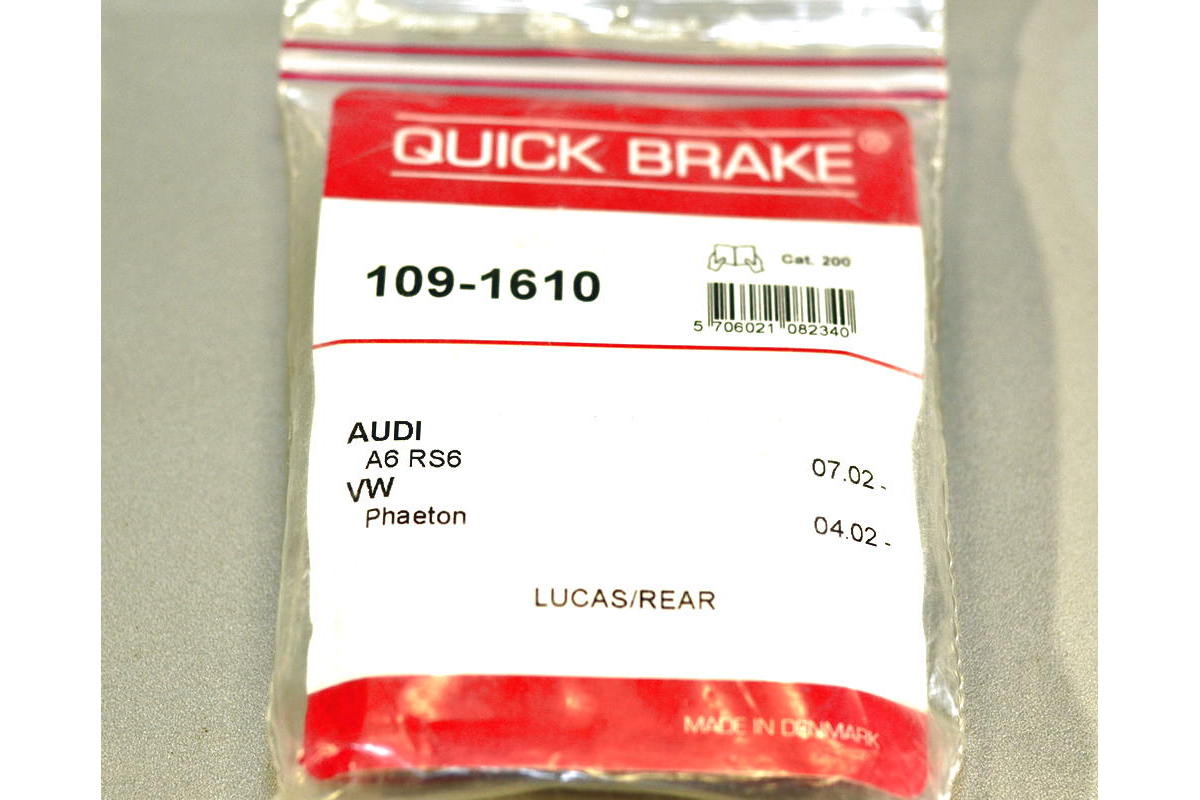 QUICK BRAKE®
109-1610
Cat. 200
5 706021 082340
AUDI
A6 RS6 07.02 -
VW
Phaeton 04.02 -
LUCAS/REAR
MADE IN DENMARK